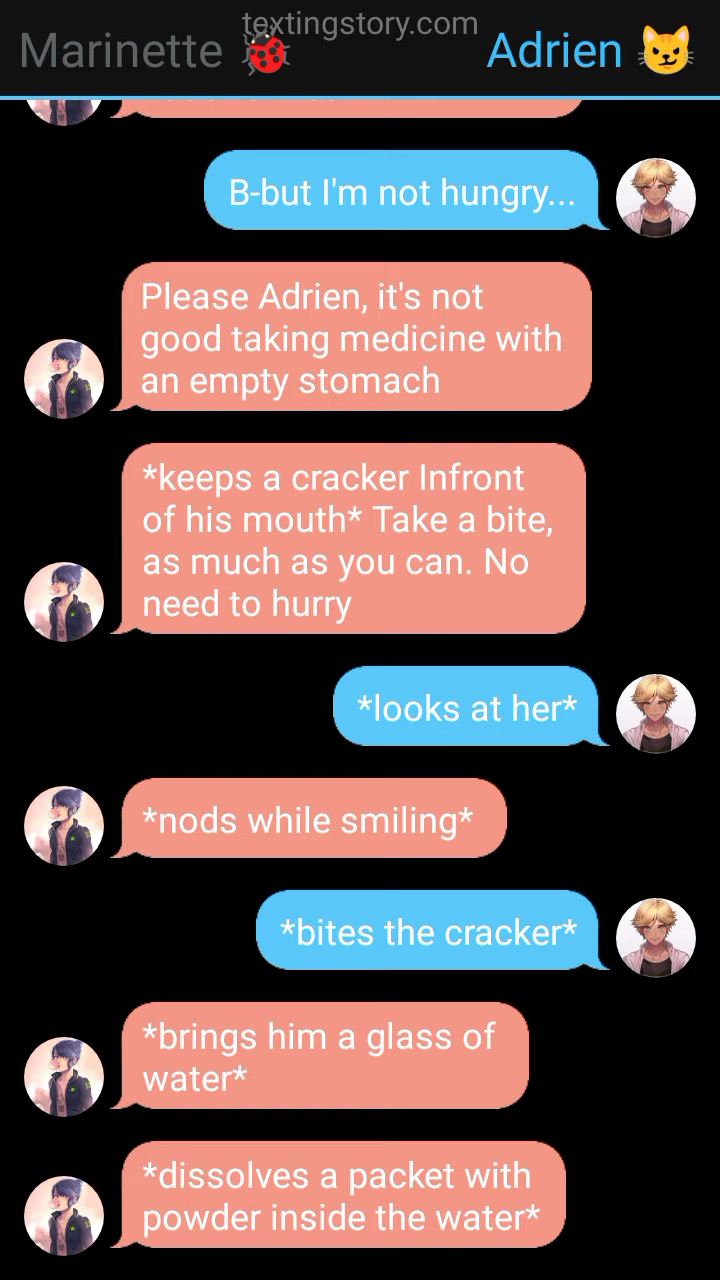 textingstory.com
Marinette 🐞
Adrien 😼
B-but I'm not hungry...
Please Adrien, it's not
good taking medicine with
an empty stomach
*keeps a cracker Infront
of his mouth* Take a bite,
as much as you can. No
need to hurry
*looks at her*
*nods while smiling*
*bites the cracker*
*brings him a glass of
water*
*dissolves a packet with
powder inside the water*